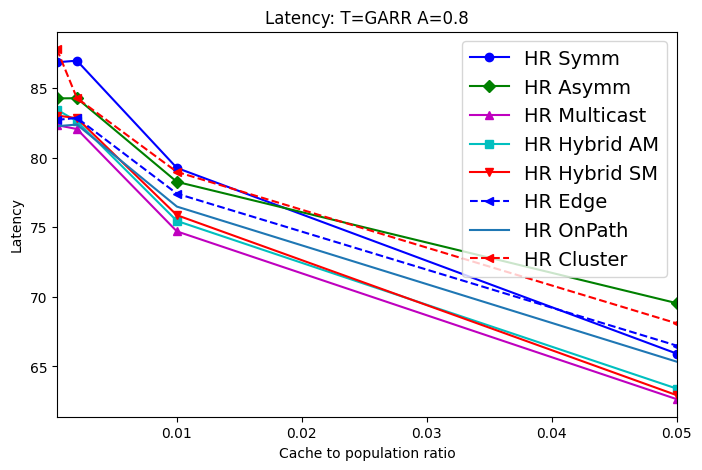 Latency: T=GARR A=0.8
85
80
75
70
65
Latency
HR Symm
HR Asymm
HR Multicast
HR Hybrid AM
HR Hybrid SM
HR Edge
HR OnPath
HR Cluster
0.01 0.02 0.03 0.04 0.05
Cache to population ratio